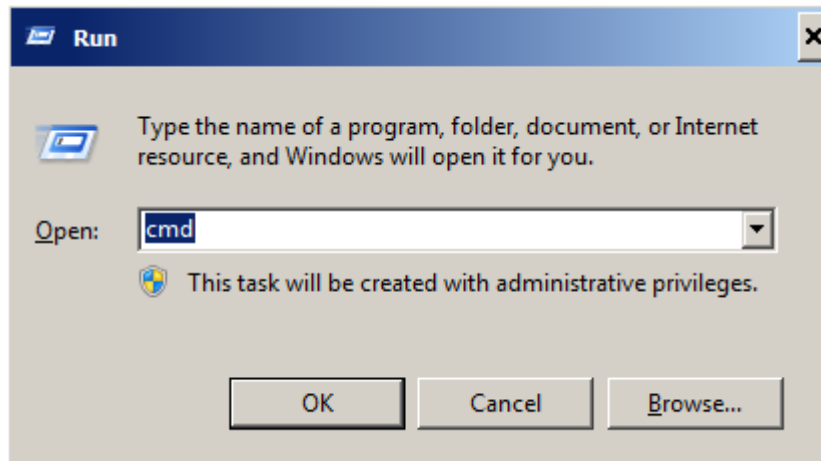 Run
Type the name of a program, folder, document, or Internet
resource, and Windows will open it for you.
Open: cmd
This task will be created with administrative privileges.
OK Cancel Browse...